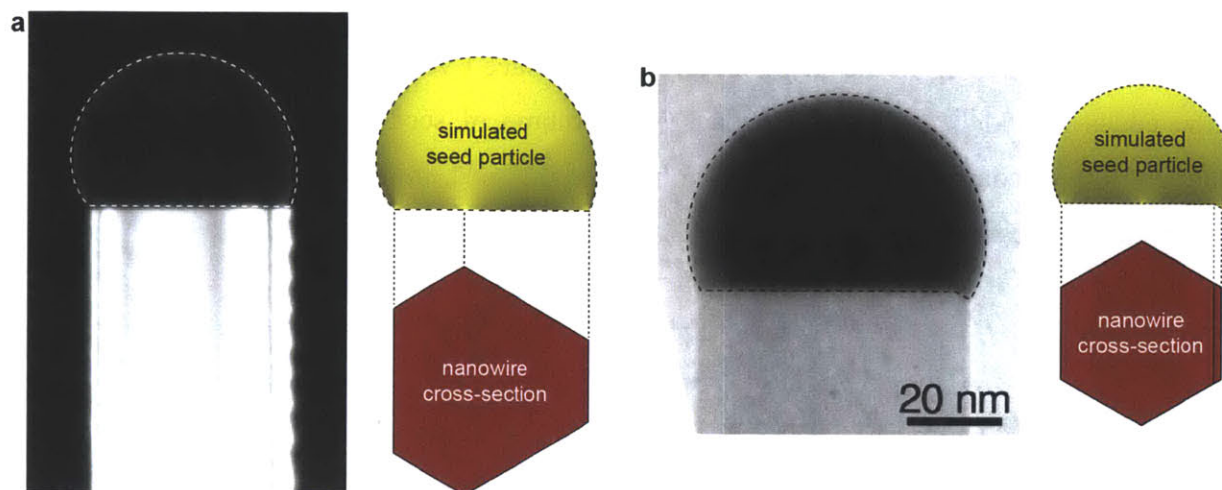 a
simulated
seed particle
nanowire
cross-section
b
simulated
seed particle
nanowire
cross-section
20 nm